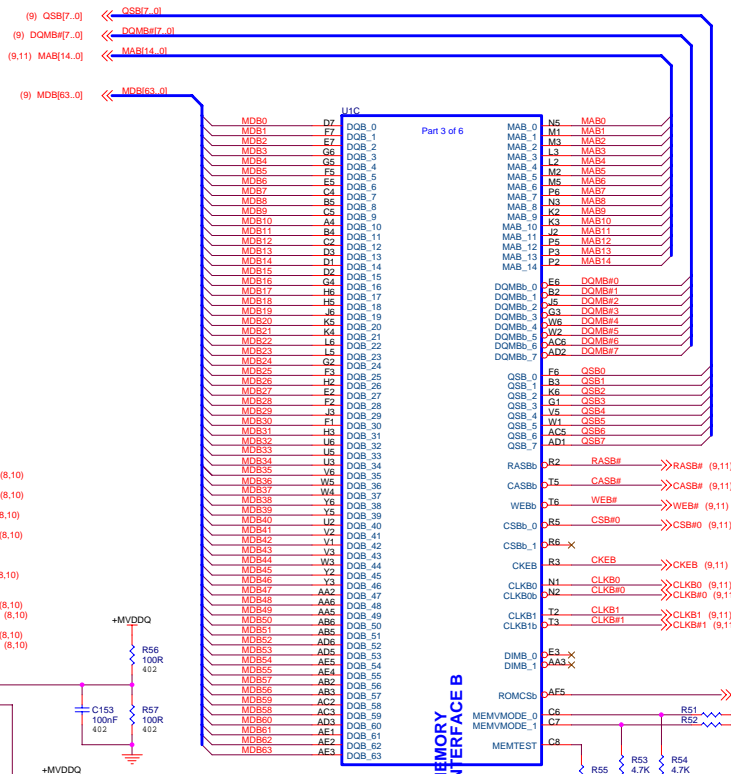 (9) QSB[7..0] QSB[7..0]
(9) DQMB#[7..0] DQMB#[7..0]
(9,11) MAB[14..0] MAB[14..0]
(9) MDB[63..0] MDB[63..0]
U1C
Part 3 of 6
MDB0 D7 DQB_0 MAB_0 N5 MAB0
MDB1 F7 DQB_1 MAB_1 M1 MAB1
MDB2 E7 DQB_2 MAB_2 M3 MAB2
MDB3 G6 DQB_3 MAB_3 L3 MAB3
MDB4 G5 DQB_4 MAB_4 L2 MAB4
MDB5 F5 DQB_5 MAB_5 M2 MAB5
MDB6 E5 DQB_6 MAB_6 M5 MAB6
MDB7 C4 DQB_7 MAB_7 P6 MAB7
MDB8 B5 DQB_8 MAB_8 N3 MAB8
MDB9 C5 DQB_9 MAB_9 K2 MAB9
MDB10 A4 DQB_10 MAB_10 K3 MAB10
MDB11 B4 DQB_11 MAB_11 J2 MAB11
MDB12 C2 DQB_12 MAB_12 P5 MAB12
MDB13 D3 DQB_13 MAB_13 P3 MAB13
MDB14 D1 DQB_14 MAB_14 P2 MAB14
MDB15 D2 DQB_15
MDB16 G4 DQB_16 DQMBb_0 E6 DQMB#0
MDB17 H6 DQB_17 DQMBb_1 B2 DQMB#1
MDB18 H5 DQB_18 DQMBb_2 J5 DQMB#2
MDB19 J6 DQB_19 DQMBb_3 G3 DQMB#3
MDB20 K5 DQB_20 DQMBb_4 W6 DQMB#4
MDB21 K4 DQB_21 DQMBb_5 W2 DQMB#5
MDB22 L6 DQB_22 DQMBb_6 AC6 DQMB#6
MDB23 L5 DQB_23 DQMBb_7 AD2 DQMB#7
MDB24 G2 DQB_24
MDB25 F3 DQB_25 QSB_0 F6 QSB0
MDB26 H2 DQB_26 QSB_1 B3 QSB1
MDB27 E2 DQB_27 QSB_2 K6 QSB2
MDB28 F2 DQB_28 QSB_3 G1 QSB3
MDB29 J3 DQB_29 QSB_4 V5 QSB4
MDB30 F1 DQB_30 QSB_5 W1 QSB5
MDB31 H3 DQB_31 QSB_6 AC5 QSB6
MDB32 U6 DQB_32 QSB_7 AD1 QSB7
MDB33 U5 DQB_33
MDB34 U3 DQB_34 RASBb R2 RASB# RASB# (9,11)
MDB35 V6 DQB_35
MDB36 W5 DQB_36 CASBb T5 CASB# CASB# (9,11)
MDB37 W4 DQB_37
MDB38 Y6 DQB_38 WEBb T6 WEB# WEB# (9,11)
MDB39 Y5 DQB_39
MDB40 U2 DQB_40 CSBb_0 R5 CSB#0 CSB#0 (9,11)
MDB41 V2 DQB_41
MDB42 V1 DQB_42 CSBb_1 R6
MDB43 V3 DQB_43
MDB44 W3 DQB_44 CKEB R3 CKEB CKEB (9,11)
MDB45 Y2 DQB_45
MDB46 Y3 DQB_46 CLKB0 N1 CLKB0 CLKB0 (9,11)
MDB47 AA2 DQB_47 CLKB0b N2 CLKB#0 CLKB#0 (9,11
MDB48 AA6 DQB_48
MDB49 AA5 DQB_49 CLKB1 T2 CLKB1 CLKB1 (9,11)
MDB50 AB6 DQB_50 CLKB1b T3 CLKB#1 CLKB#1 (9,11
MDB51 AB5 DQB_51
MDB52 AD6 DQB_52
MDB53 AD5 DQB_53 DIMB_0 E3
MDB54 AE5 DQB_54 DIMB_1 AA3
MDB55 AE4 DQB_55
MDB56 AB2 DQB_56
MDB57 AB3 DQB_57 ROMCSb AF5
MDB58 AC2 DQB_58
MDB59 AC3 DQB_59 MEMVMODE_0 C6 R51
MDB60 AD3 DQB_60 MEMVMODE_1 C7 R52
MDB61 AE1 DQB_61
MDB62 AE2 DQB_62 MEMTEST C8
MDB63 AE3 DQB_63
(8,10)
(8,10)
8,10)
(8,10)
8,10)
(8,10)
(8,10)
(8,10)
(8,10)
+MVDDQ
R56
100R
402
C153
100nF
402
R57
100R
402
+MVDDQ
R55
R53
4.7K
R54
4.7K